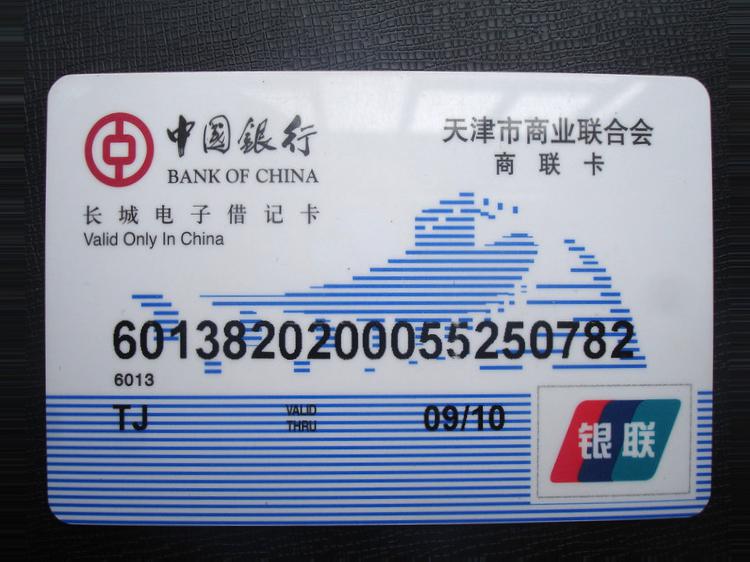 中国銀行
BANK OF CHINA
天津市商业联合会
商联卡
长城电子借记卡
Valid Only In China
6013820200055250782
6013
TJ VALID THRU 09/10
银联